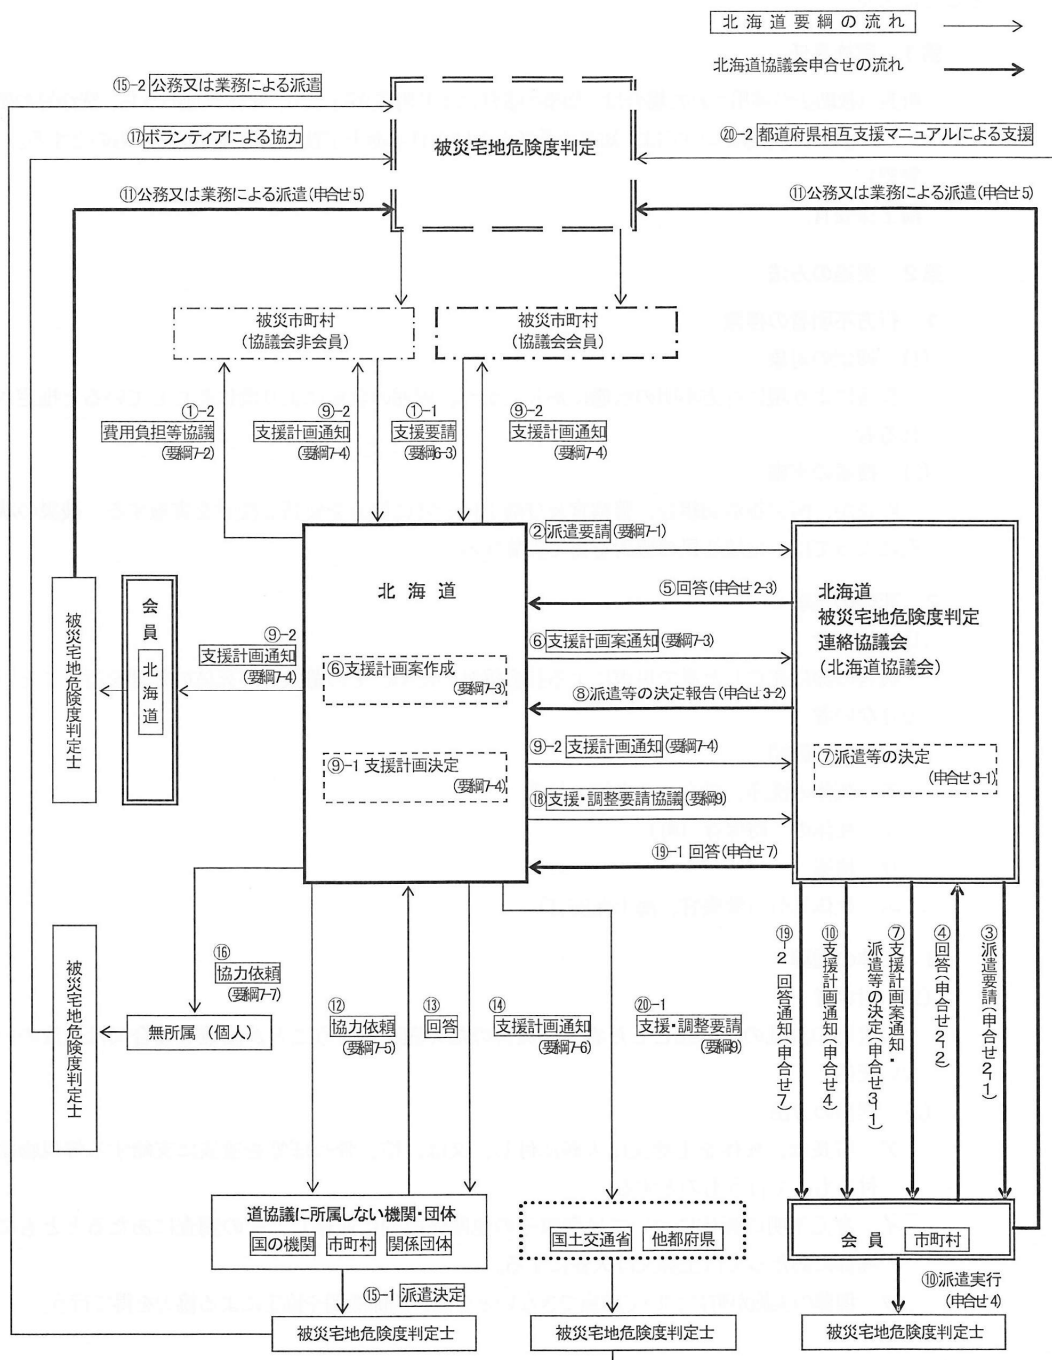 北海道要綱の流れ
北海道協議会申合せの流れ
⑮-2 公務又は業務による派遣
⑰ボランティアによる協力
⑪公務又は業務による派遣(申合せ5)
被災宅地危険度判定
⑳-2 都道府県相互支援マニュアルによる支援
⑪公務又は業務による派遣(申合せ5)
被災市町村
(協議会非会員)
被災市町村
(協議会会員)
①-2
費用負担等協議
(要綱7-2)
⑨-2
支援計画通知
(要綱7-4)
①-1
支援要請
(要綱6-3)
⑨-2
支援計画通知
(要綱7-4)
北海道
⑥支援計画案作成
(要綱7-3)
⑨-1 支援計画決定
(要綱7-4)
②派遣要請(要綱7-1)
⑤回答(申合せ2-3)
⑥支援計画案通知(要綱7-3)
⑧派遣等の決定報告(申合せ3-2)
⑨-2 支援計画通知(要綱7-4)
⑱支援・調整要請協議(要綱9)
⑲-1 回答(申合せ7)
北海道
被災宅地危険度判定
連絡協議会
(北海道協議会)
⑦派遣等の決定
(申合せ3-1)
被災宅地危険度判定士
会員 北海道
⑨-2
支援計画通知
(要綱7-4)
被災宅地危険度判定士
⑯
協力依頼
(要綱7-7)
無所属(個人)
⑫
協力依頼
(要綱7-5)
⑬
回答
⑭
支援計画通知
(要綱7-6)
⑳-1
支援・調整要請
(要綱9)
⑲-2 回答通知(申合せ7)
⑩支援計画通知(申合せ4)
⑦支援計画案通知・
派遣等の決定(申合せ3-1)
④回答(申合せ2-2)
③派遣要請(申合せ2-1)
道協議に所属しない機関・団体
国の機関 市町村 関係団体
国土交通省 他都府県
会員 市町村
⑮-1 派遣決定
⑩派遣実行
(申合せ4)
被災宅地危険度判定士
被災宅地危険度判定士
被災宅地危険度判定士